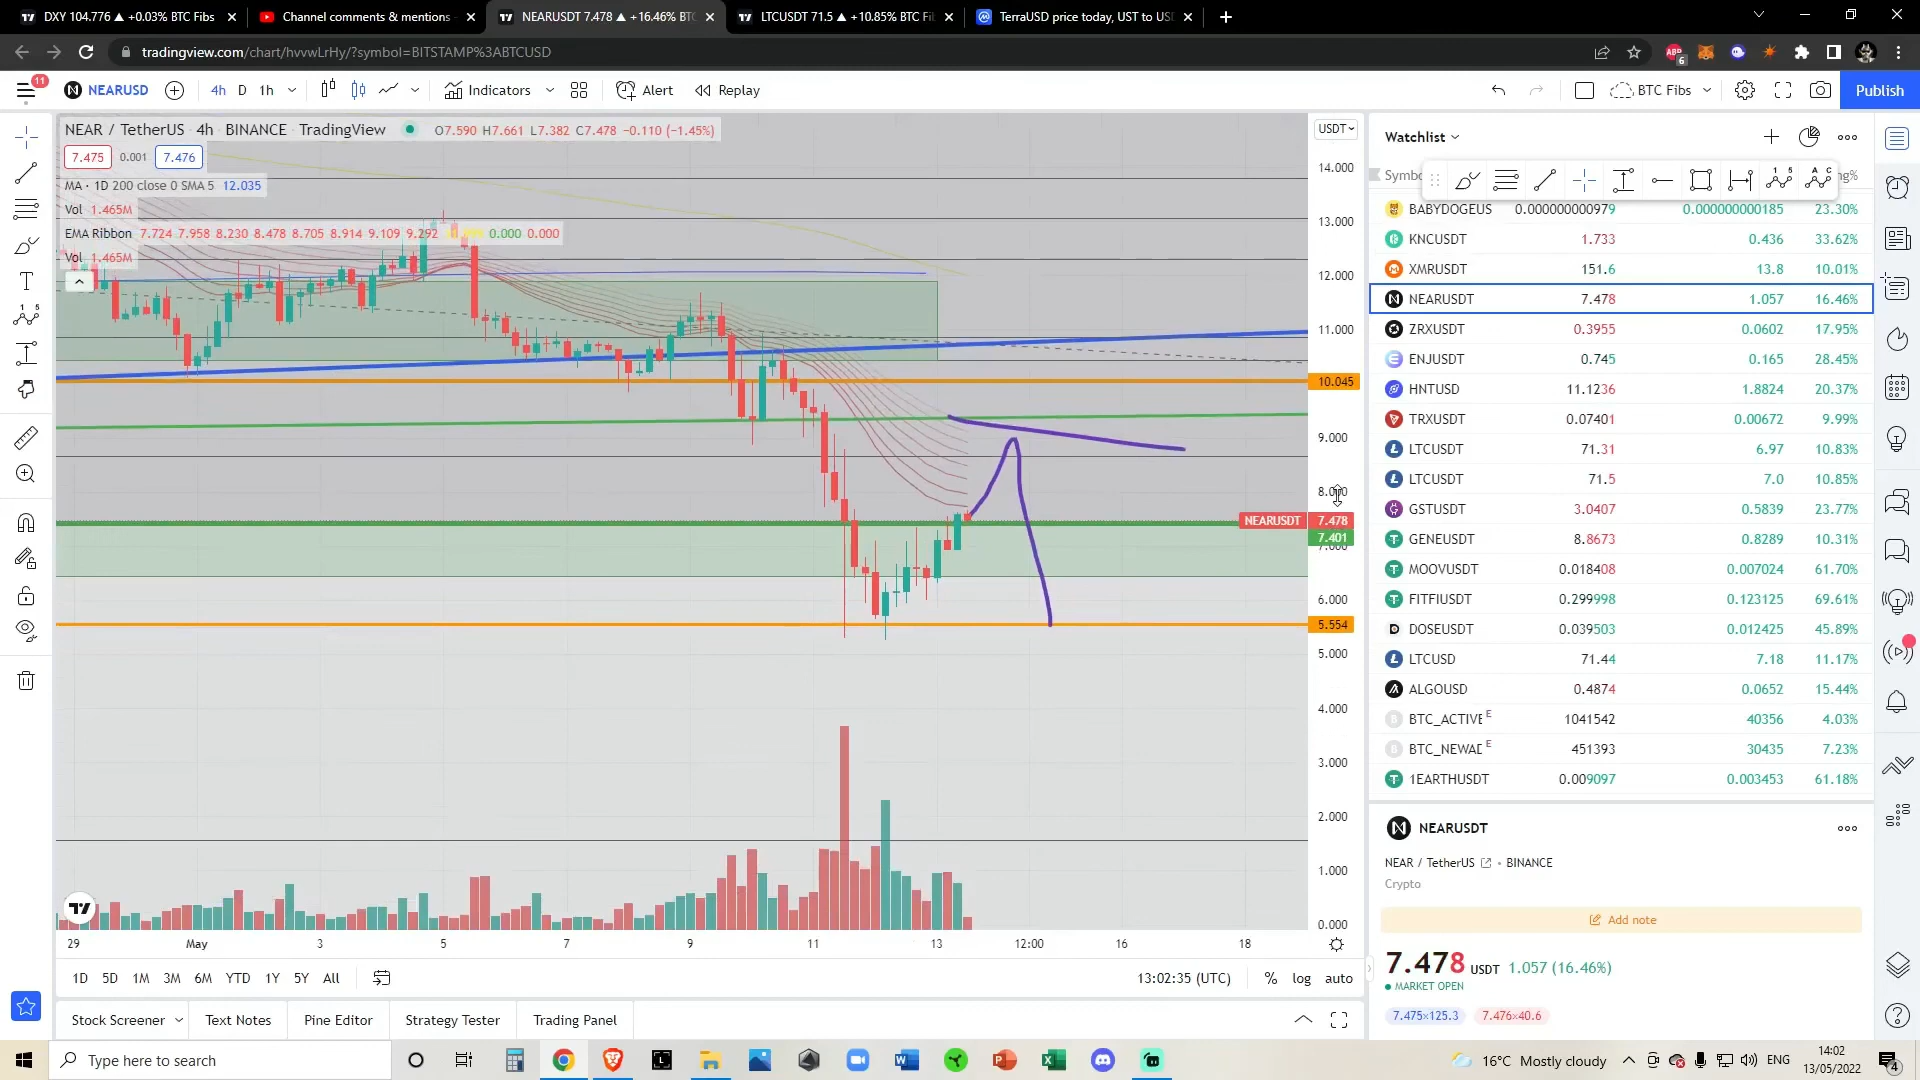 DXY 104.776 ▲ +0.03% BTC Fibs
Channel comments & mentions -
NEARUSDT 7.478 ▲ +16.46% BTC
LTCUSDT 71.5 ▲ +10.85% BTC Fi
TerraUSD price today, UST to US
tradingview.com/chart/hvvwLrHy/?symbol=BITSTAMP%3ABTCUSD
6
11
NEARUSD
4h
D
1h
Indicators
Alert
Replay
BTC Fibs
Publish
NEAR / TetherUS · 4h · BINANCE · TradingView
O7.590 H7.661 L7.382 C7.478 −0.110 (−1.45%)
7.475
0.001
7.476
MA · 1D 200 close 0 SMA 5 12.035
Vol 1.465M
EMA Ribbon 7.724 7.958 8.230 8.478 8.705 8.914 9.109 9.292 0.000 0.000
Vol 1.465M
USDT
14.000
13.000
12.000
11.000
10.045
9.000
8.000
NEARUSDT 7.478
7.401
7.000
6.000
5.554
5.000
4.000
3.000
2.000
1.000
0.000
29
May
3
5
7
9
11
13
12:00
16
18
1D 5D 1M 3M 6M YTD 1Y 5Y All
13:02:35 (UTC)
%
log
auto
Stock Screener
Text Notes
Pine Editor
Strategy Tester
Trading Panel
Watchlist
Symbo
ng%
BABYDOGEUS 0.000000000979 0.000000000185 23.30%
KNCUSDT 1.733 0.436 33.62%
XMRUSDT 151.6 13.8 10.01%
NEARUSDT 7.478 1.057 16.46%
ZRXUSDT 0.3955 0.0602 17.95%
ENJUSDT 0.745 0.165 28.45%
HNTUSD 11.1236 1.8824 20.37%
TRXUSDT 0.07401 0.00672 9.99%
LTCUSDT 71.31 6.97 10.83%
LTCUSDT 71.5 7.0 10.85%
GSTUSDT 3.0407 0.5839 23.77%
GENEUSDT 8.8673 0.8289 10.31%
MOOVUSDT 0.018408 0.007024 61.70%
FITFIUSDT 0.299998 0.123125 69.61%
DOSEUSDT 0.039503 0.012425 45.89%
LTCUSD 71.44 7.18 11.17%
ALGOUSD 0.4874 0.0652 15.44%
BTC_ACTIVE E 1041542 40356 4.03%
BTC_NEWAD E 451393 30435 7.23%
1EARTHUSDT 0.009097 0.003453 61.18%
NEARUSDT
NEAR / TetherUS • BINANCE
Crypto
Add note
7.478 USDT 1.057 (16.46%)
MARKET OPEN
7.475×125.3
7.476×40.6
Type here to search
16°C Mostly cloudy
ENG
14:02
13/05/2022
4